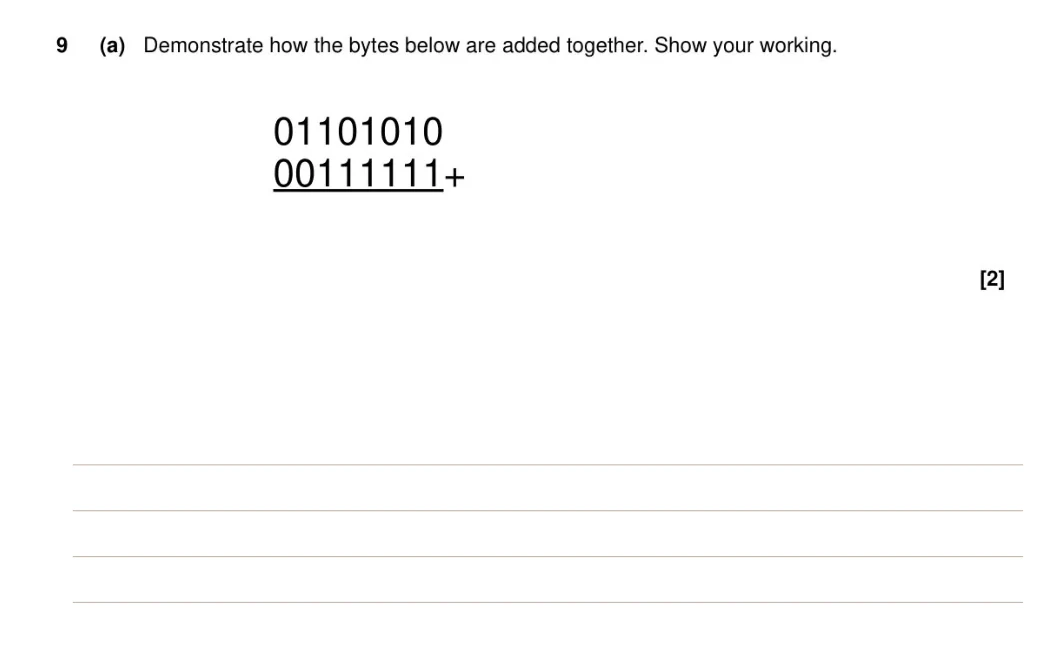 9 (a) Demonstrate how the bytes below are added together. Show your working.
01101010
00111111+
[2]